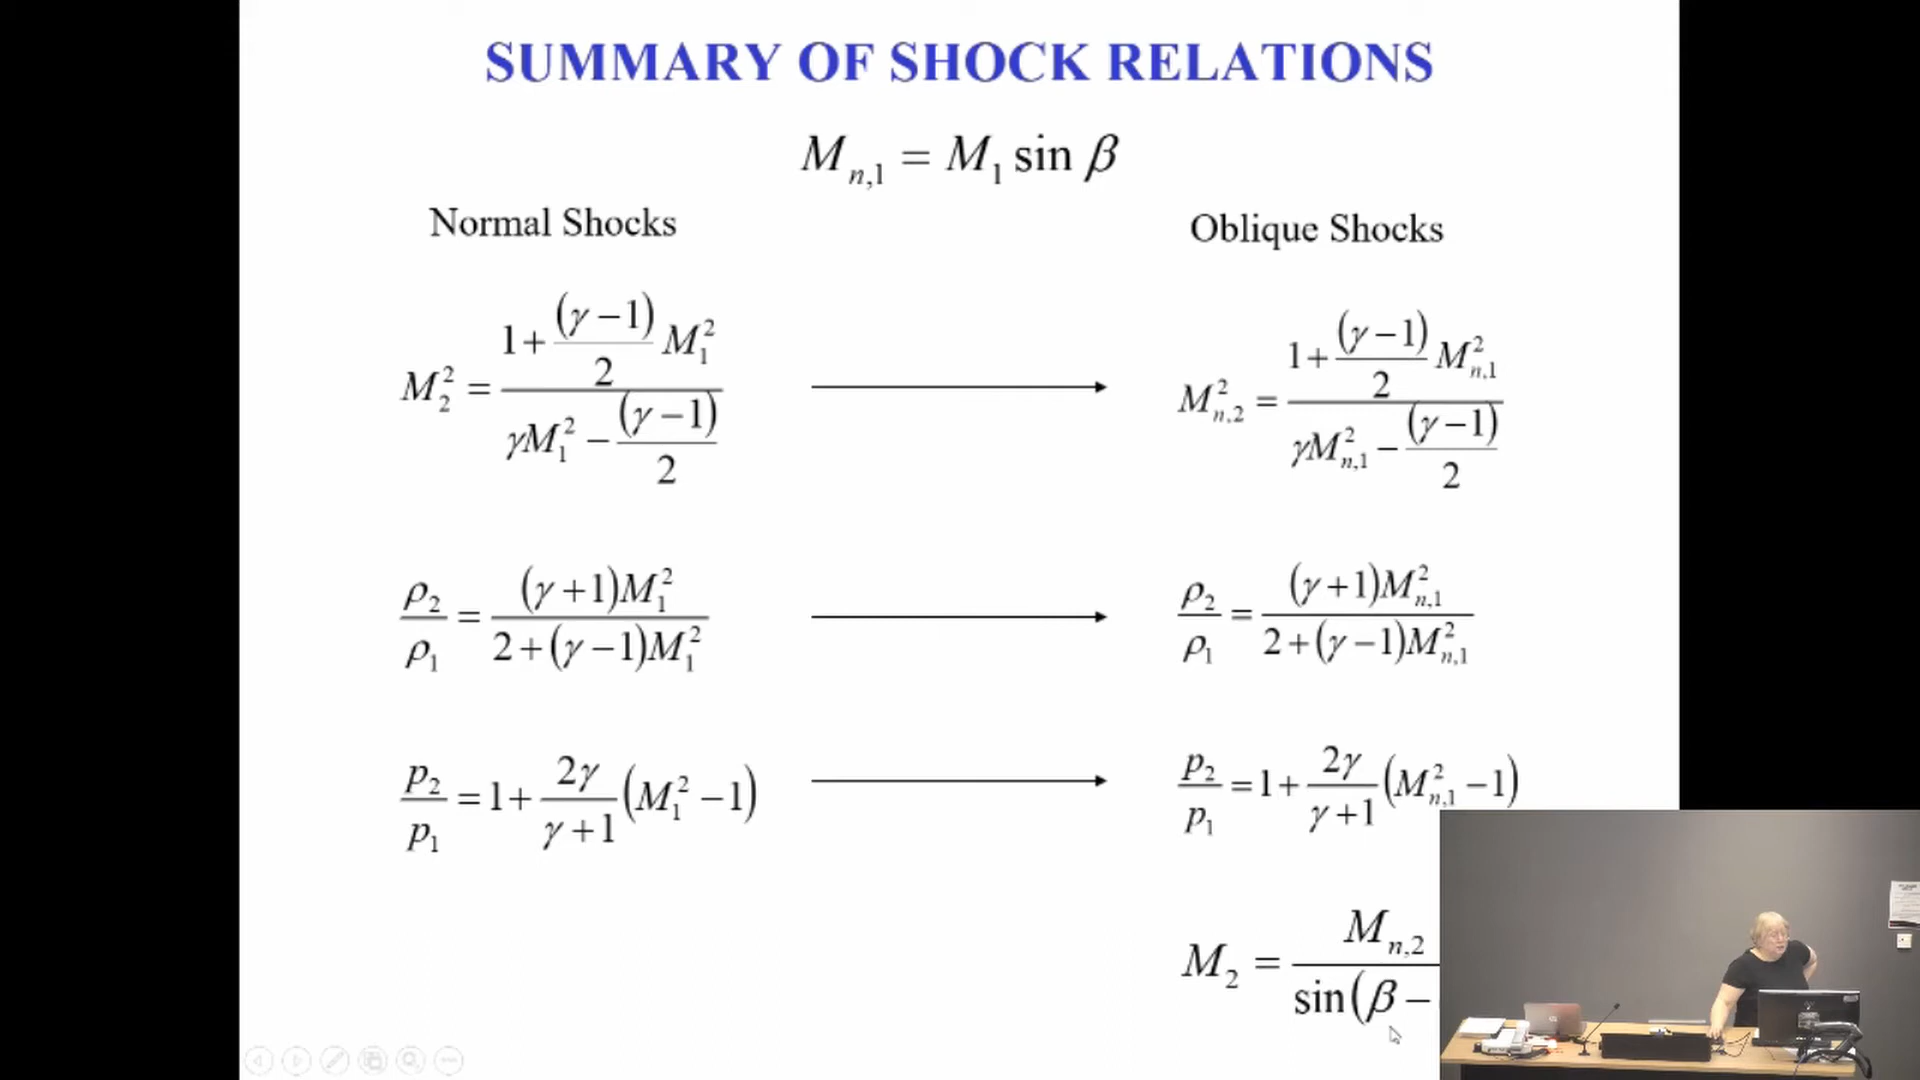 SUMMARY OF SHOCK RELATIONS
M_{n,1} = M_1 sin β
Normal Shocks
Oblique Shocks
M_2^2 = (1 + ((γ − 1)/2) M_1^2) / (γM_1^2 − (γ − 1)/2)
M_{n,2}^2 = (1 + ((γ − 1)/2) M_{n,1}^2) / (γM_{n,1}^2 − (γ − 1)/2)
ρ_2/ρ_1 = (γ + 1)M_1^2 / (2 + (γ − 1)M_1^2)
ρ_2/ρ_1 = (γ + 1)M_{n,1}^2 / (2 + (γ − 1)M_{n,1}^2)
p_2/p_1 = 1 + (2γ/(γ + 1)) (M_1^2 − 1)
p_2/p_1 = 1 + (2γ/(γ + 1)) (M_{n,1}^2 − 1)
M_2 = M_{n,2} / sin(β −